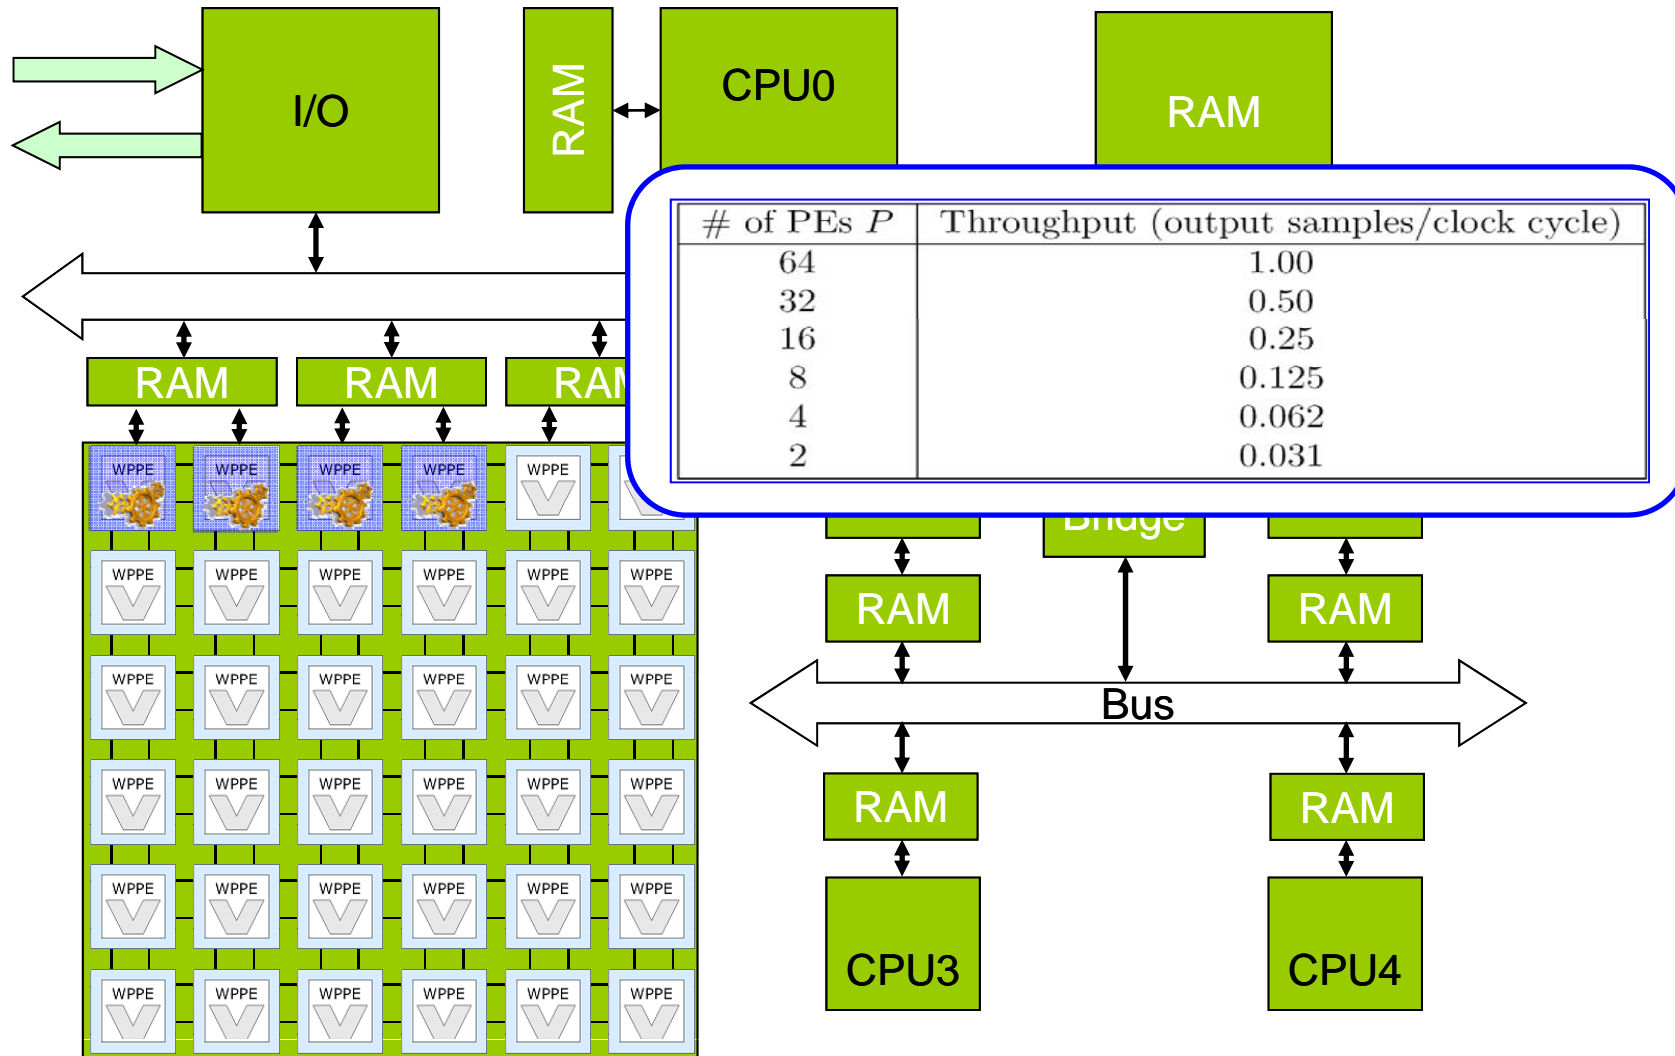 I/O
RAM
CPU0
RAM
# of PEs P Throughput (output samples/clock cycle)
64 1.00
32 0.50
16 0.25
8 0.125
4 0.062
2 0.031
RAM RAM RAM
Bridge
WPPE WPPE WPPE WPPE WPPE
WPPE WPPE WPPE WPPE WPPE WPPE
RAM RAM
WPPE WPPE WPPE WPPE WPPE WPPE
Bus
WPPE WPPE WPPE WPPE WPPE WPPE
RAM RAM
WPPE WPPE WPPE WPPE WPPE WPPE
CPU3 CPU4
WPPE WPPE WPPE WPPE WPPE WPPE